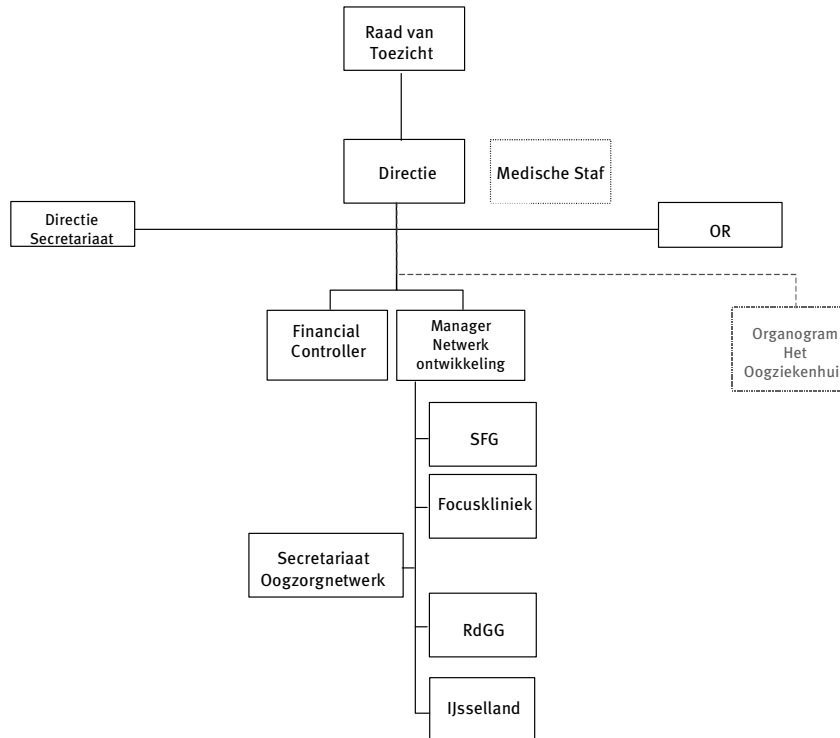 Raad van
Toezicht
Directie
Medische Staf
Directie
Secretariaat
OR
Financial
Controller
Manager
Netwerk
ontwikkeling
Organogram
Het
Oogziekenhui
SFG
Focuskliniek
Secretariaat
Oogzorgnetwerk
RdGG
IJsselland